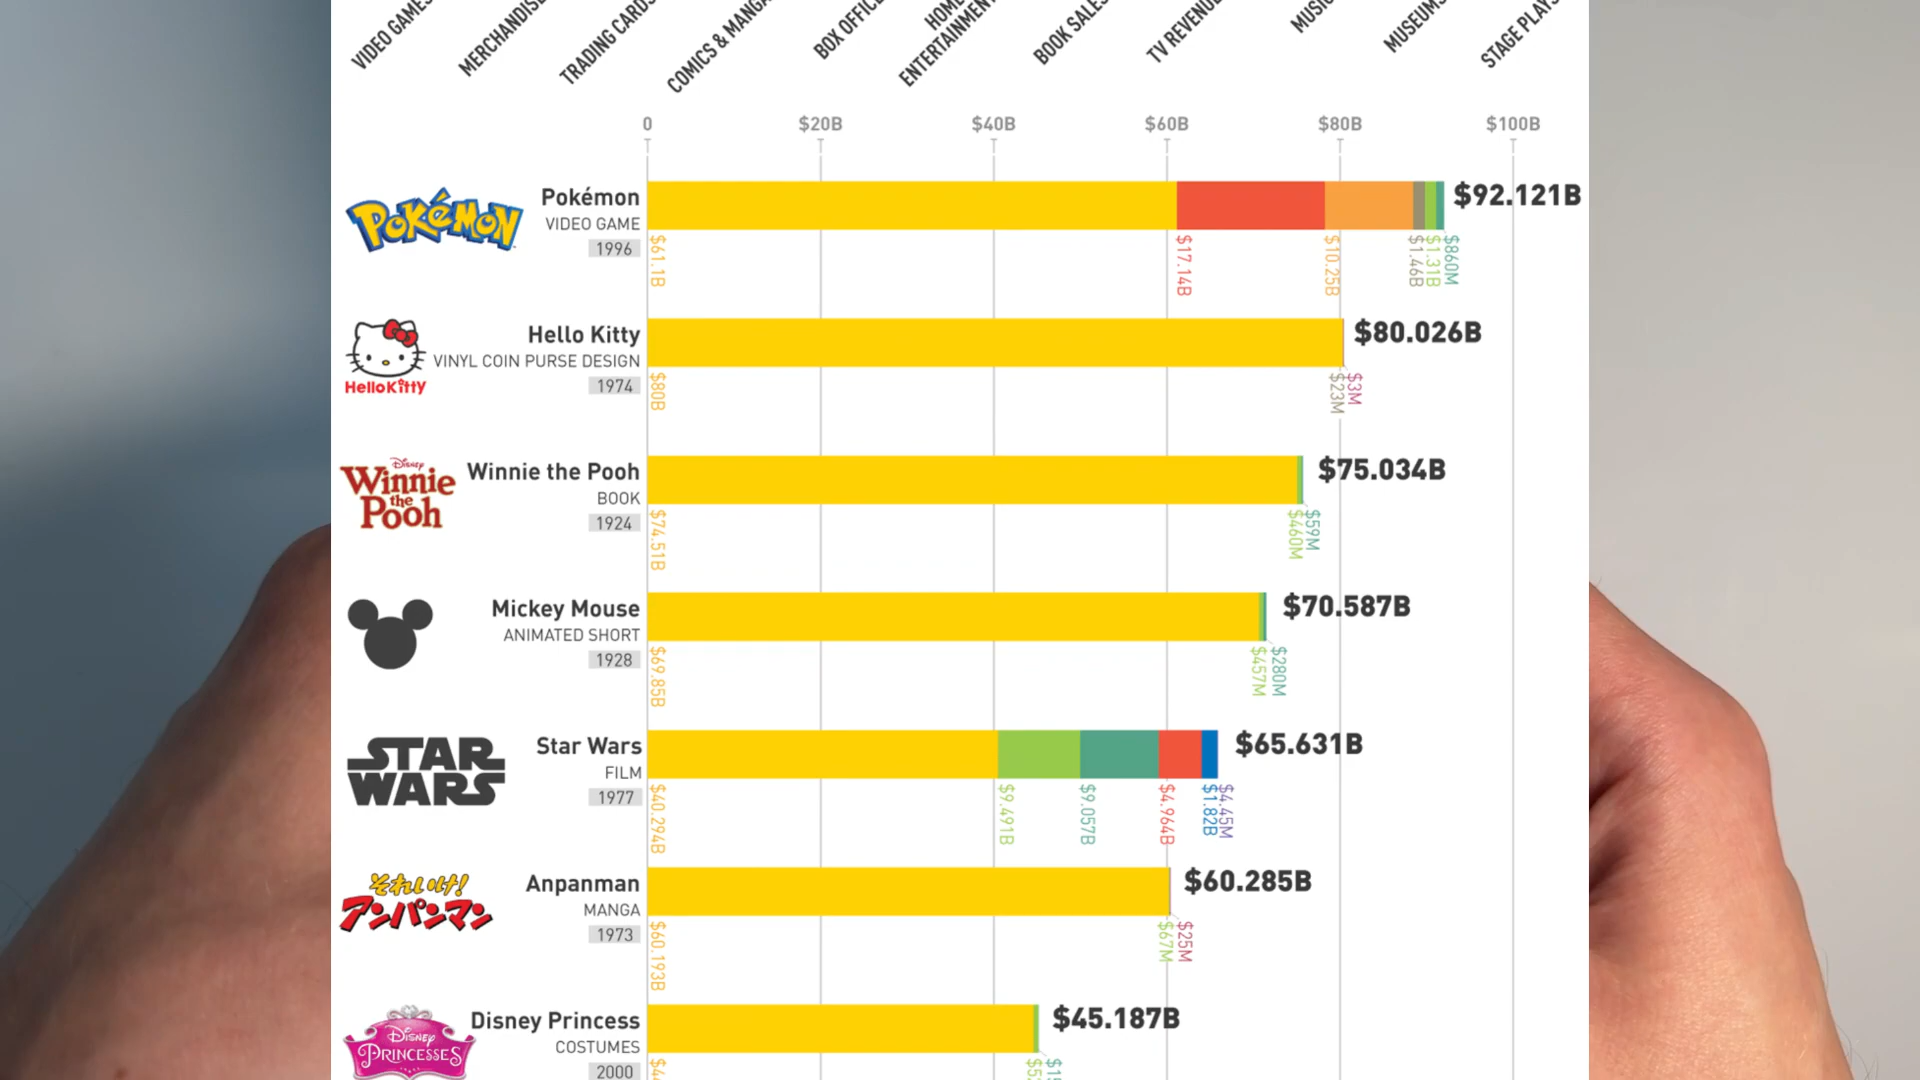 VIDEO GAMES
MERCHANDISE
TRADING CARDS
COMICS & MANGA
BOX OFFICE
HOME
ENTERTAINMENT
BOOK SALES
TV REVENUE
MUSIC
MUSEUMS
STAGE PLAYS
0 $20B $40B $60B $80B $100B
POKéMON
Pokémon
VIDEO GAME
1996
$92.121B
$61.1B $17.14B $10.25B $1.46B $1.31B $860M
HelloKitty
Hello Kitty
VINYL COIN PURSE DESIGN
1974
$80.026B
$80B $23M $3M
Disney
Winnie
the
Pooh
Winnie the Pooh
BOOK
1924
$75.034B
$74.51B $460M $59M
Mickey Mouse
ANIMATED SHORT
1928
$70.587B
$69.85B $457M $280M
STAR
WARS
Star Wars
FILM
1977
$65.631B
$40.294B $9.491B $9.057B $4.964B $1.82B $4.45M
それいけ!
アンパンマン
Anpanman
MANGA
1973
$60.285B
$60.193B $67M $25M
DISNEY
PRINCESSES
Disney Princess
COSTUMES
2000
$45.187B